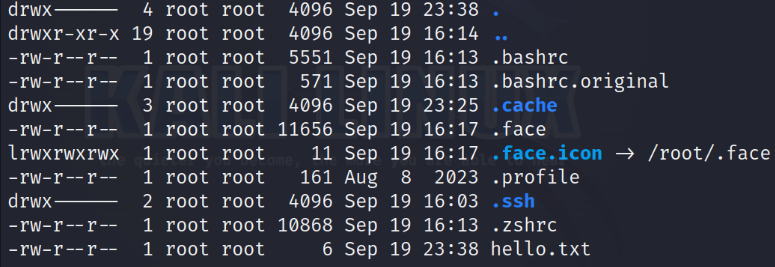 drwx------  4 root root  4096 Sep 19 23:38 .
drwxr-xr-x 19 root root  4096 Sep 19 16:14 ..
-rw-r--r--  1 root root  5551 Sep 19 16:13 .bashrc
-rw-r--r--  1 root root   571 Sep 19 16:13 .bashrc.original
drwx------  3 root root  4096 Sep 19 23:25 .cache
-rw-r--r--  1 root root 11656 Sep 19 16:17 .face
lrwxrwxrwx  1 root root    11 Sep 19 16:17 .face.icon -> /root/.face
-rw-r--r--  1 root root   161 Aug  8  2023 .profile
drwx------  2 root root  4096 Sep 19 16:03 .ssh
-rw-r--r--  1 root root 10868 Sep 19 16:13 .zshrc
-rw-r--r--  1 root root     6 Sep 19 23:38 hello.txt